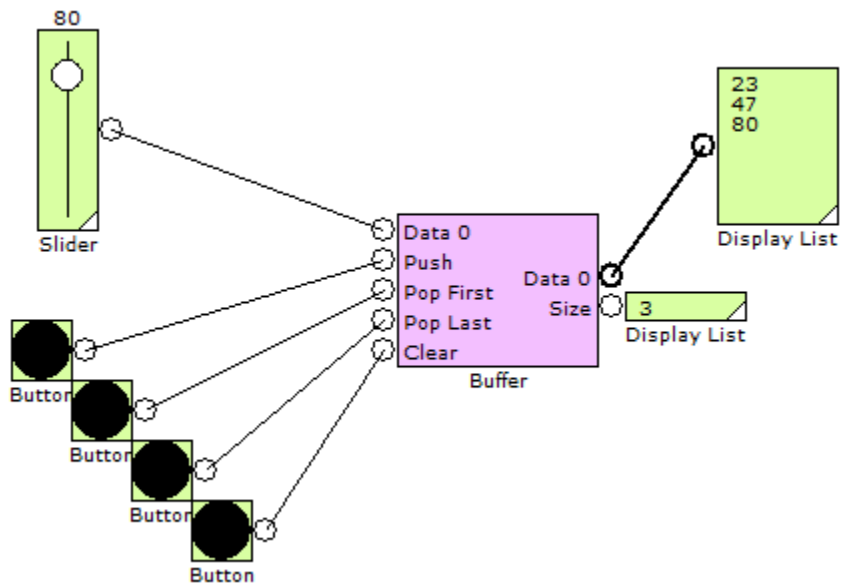 80
Slider
Button
Button
Button
Button
Data 0
Push
Pop First
Pop Last
Clear
Data 0
Size
Buffer
23
47
80
Display List
3
Display List